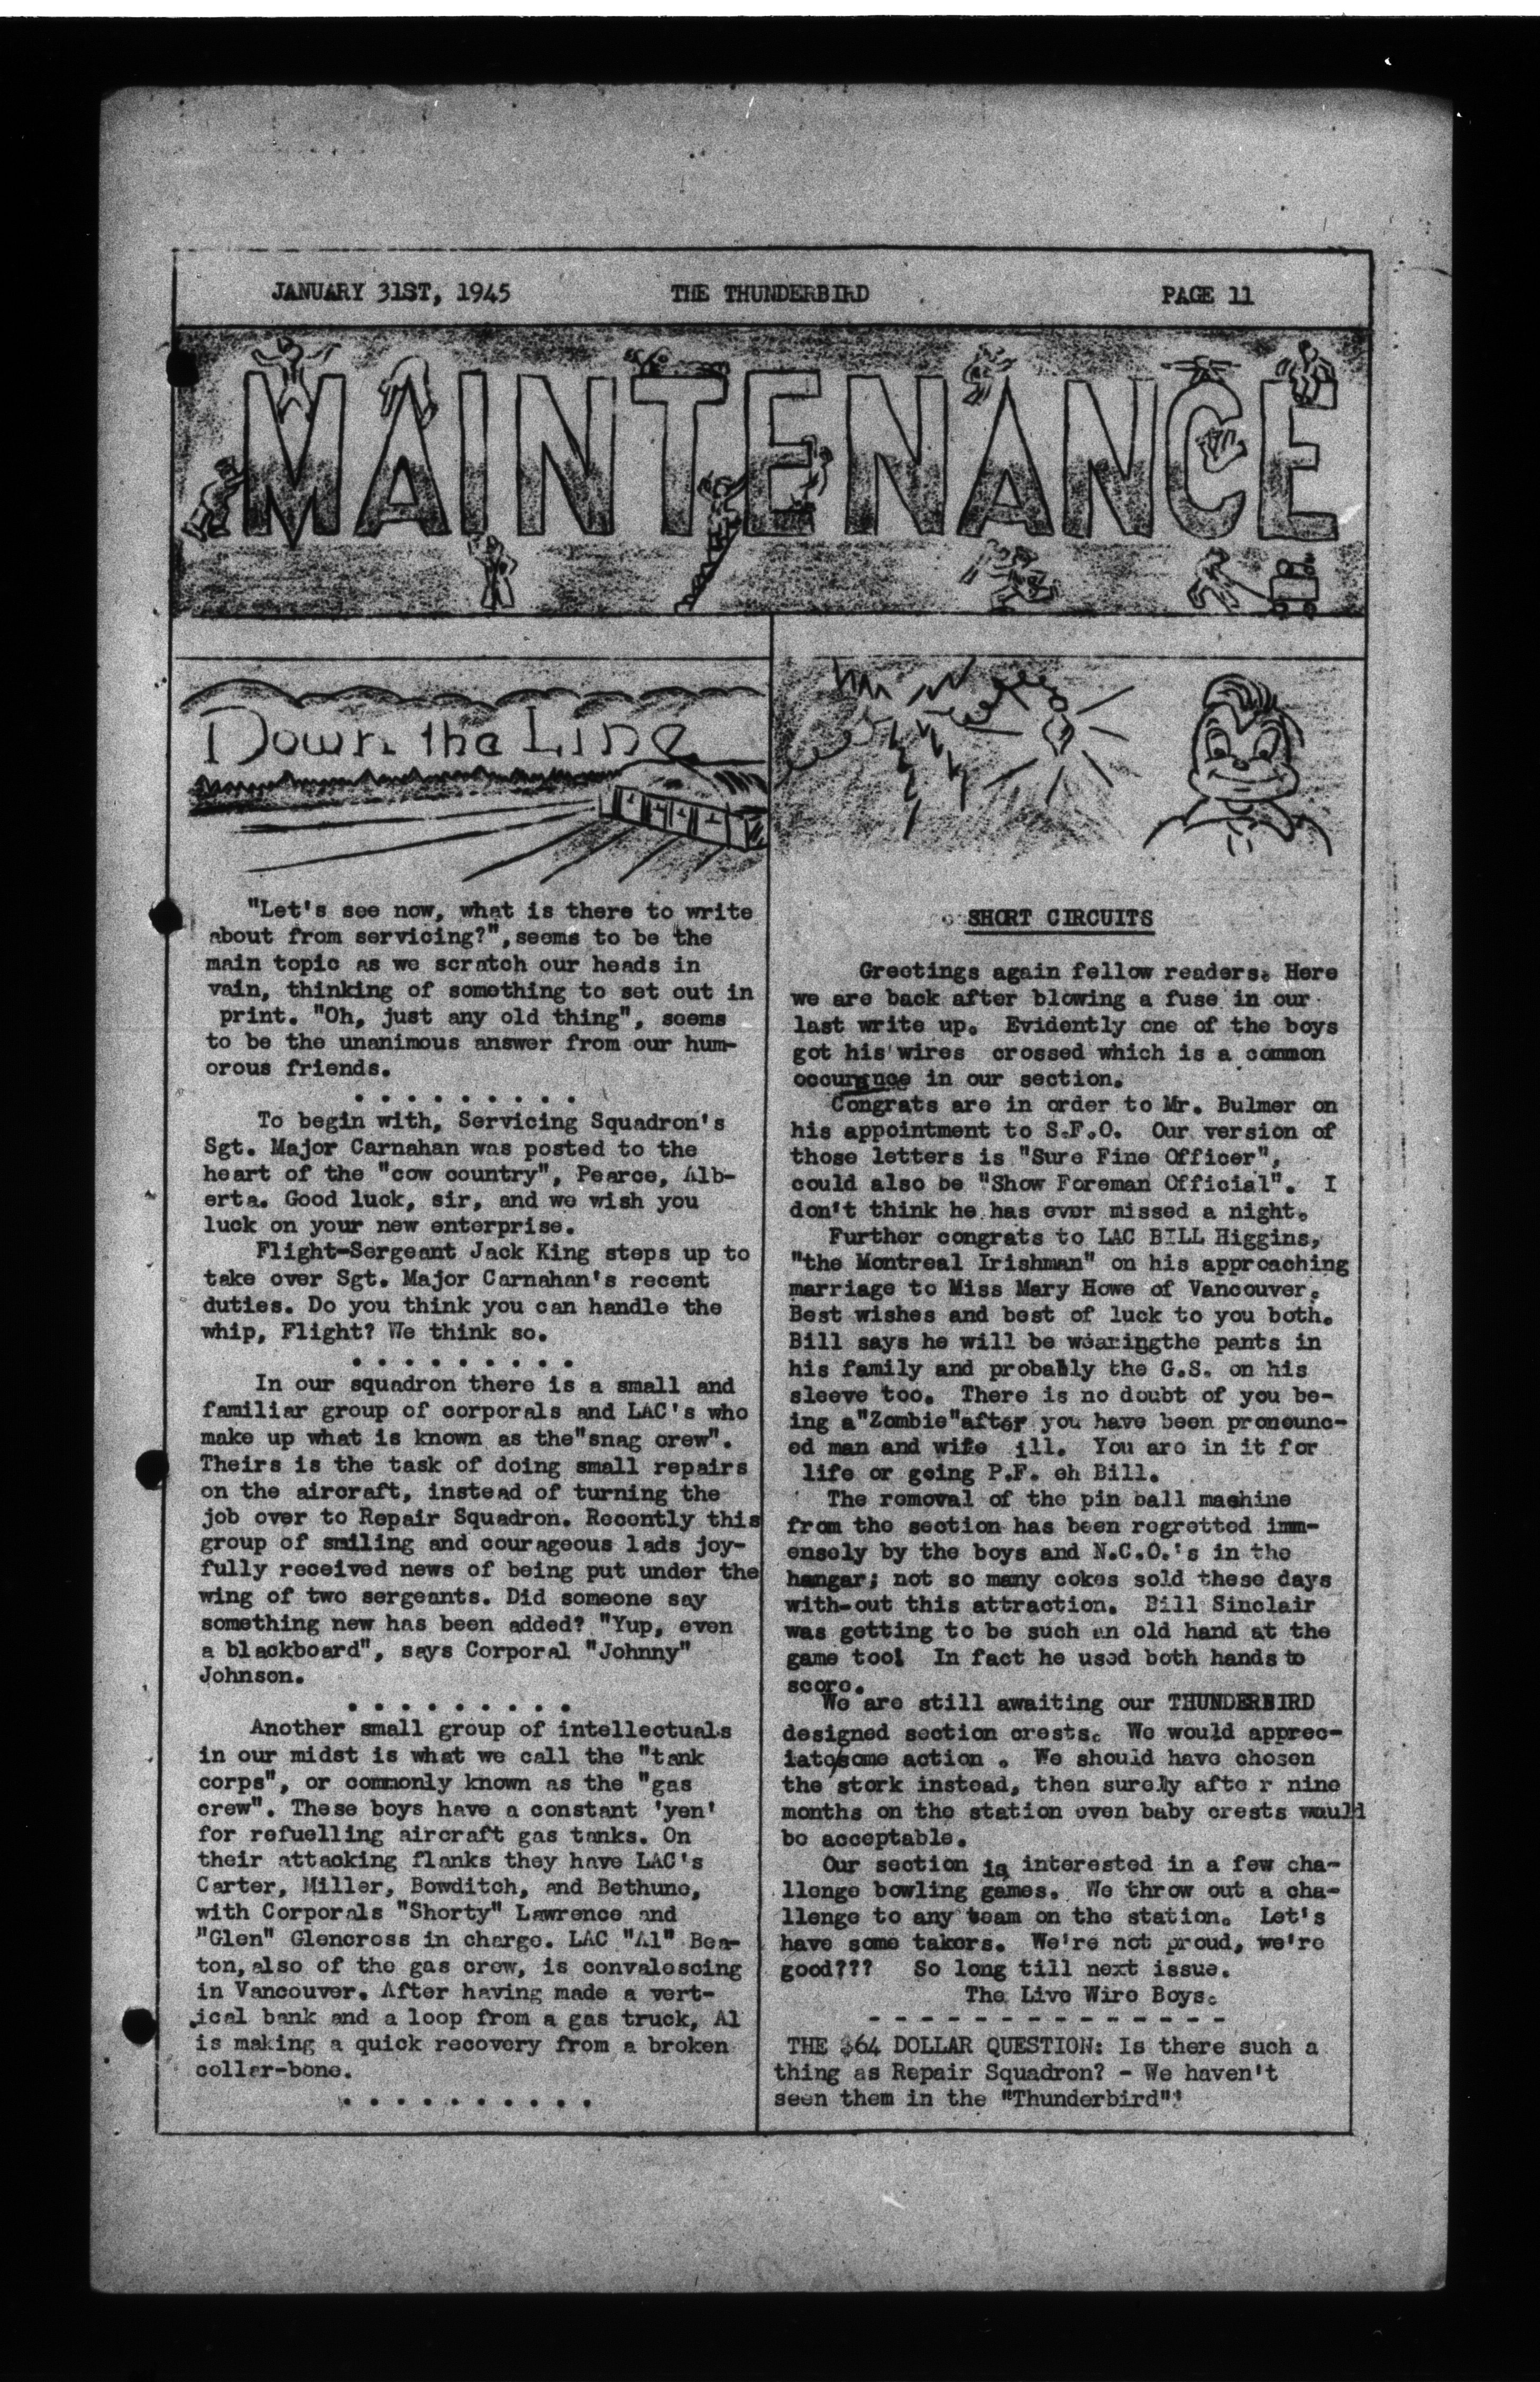 JANUARY 31ST, 1945 THE THUNDERBIRD PAGE 11
MAINTENANCE
Down the Line
"Let's see now, what is there to write
about from servicing?", seems to be the
main topic as we scratch our heads in
vain, thinking of something to set out in
print. "Oh, just any old thing", seems
to be the unanimous answer from our hum-
orous friends.
. . . . . . . . . .
To begin with, Servicing Squadron's
Sgt. Major Carnahan was posted to the
heart of the "cow country", Pearce, Alb-
erta. Good luck, sir, and we wish you
luck on your new enterprise.
Flight-Sergeant Jack King steps up to
take over Sgt. Major Carnahan's recent
duties. Do you think you can handle the
whip, Flight? We think so.
. . . . . . . . . .
In our squadron there is a small and
familiar group of corporals and LAC's who
make up what is known as the"snag crew".
Theirs is the task of doing small repairs
on the aircraft, instead of turning the
job over to Repair Squadron. Recently this
group of smiling and courageous lads joy-
fully received news of being put under the
wing of two sergeants. Did someone say
something new has been added? "Yup, even
a blackboard", says Corporal "Johnny"
Johnson.
. . . . . . . . . .
Another small group of intellectuals
in our midst is what we call the "tank
corps", or commonly known as the "gas
crew". These boys have a constant 'yen'
for refuelling aircraft gas tanks. On
their attacking flanks they have LAC's
Carter, Miller, Bowditch, and Bethune,
with Corporals "Shorty" Lawrence and
"Glen" Glencross in charge. LAC "Al" Bea-
ton, also of the gas crew, is convalescing
in Vancouver. After having made a vert-
ical bank and a loop from a gas truck, Al
is making a quick recovery from a broken
collar-bone.
. . . . . . . . . .
SHORT CIRCUITS
Greetings again fellow readers. Here
we are back after blowing a fuse in our
last write up. Evidently one of the boys
got his wires crossed which is a common
occurence in our section.
Congrats are in order to Mr. Bulmer on
his appointment to S.F.O. Our version of
those letters is "Sure Fine Officer",
could also be "Show Foreman Official". I
don't think he has ever missed a night.
Further congrats to LAC BILL Higgins,
"the Montreal Irishman" on his approaching
marriage to Miss Mary Howe of Vancouver.
Best wishes and best of luck to you both.
Bill says he will be wearingthe pants in
his family and probably the G.S. on his
sleeve too. There is no doubt of you be-
ing a"Zombie"after you have been pronounc-
ed man and wife ill. You are in it for
life or going P.F. eh Bill.
The removal of the pin ball machine
from the section has been regretted imm-
ensely by the boys and N.C.O.'s in the
hangar; not so many cokes sold these days
with-out this attraction. Bill Sinclair
was getting to be such an old hand at the
game too! In fact he used both hands to
score.
We are still awaiting our THUNDERBIRD
designed section crests. We would apprec-
iate some action . We should have chosen
the stork instead, then surely afte r nine
months on the station even baby crests would
be acceptable.
Our section is interested in a few cha-
llenge bowling games. We throw out a cha-
llenge to any team on the station. Let's
have some takers. We're not proud, we're
good??? So long till next issue.
The Live Wire Boys.
- - - - - - - - - - - - - -
THE $64 DOLLAR QUESTION: Is there such a
thing as Repair Squadron? - We haven't
seen them in the "Thunderbird"!